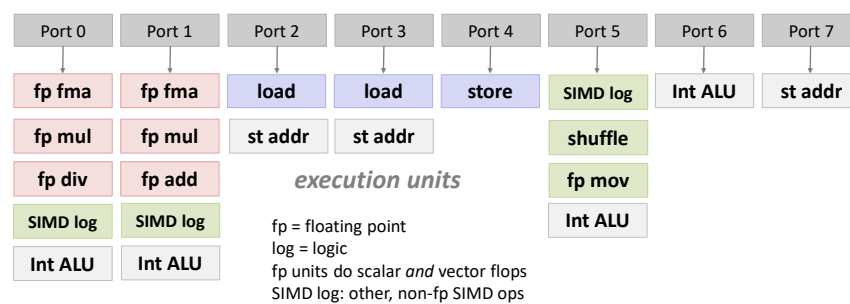 Port 0 Port 1 Port 2 Port 3 Port 4 Port 5 Port 6 Port 7
fp fma fp fma load load store SIMD log Int ALU st addr
fp mul fp mul st addr st addr shuffle
fp div fp add execution units fp mov
SIMD log SIMD log Int ALU
Int ALU Int ALU
fp = floating point
log = logic
fp units do scalar and vector flops
SIMD log: other, non-fp SIMD ops